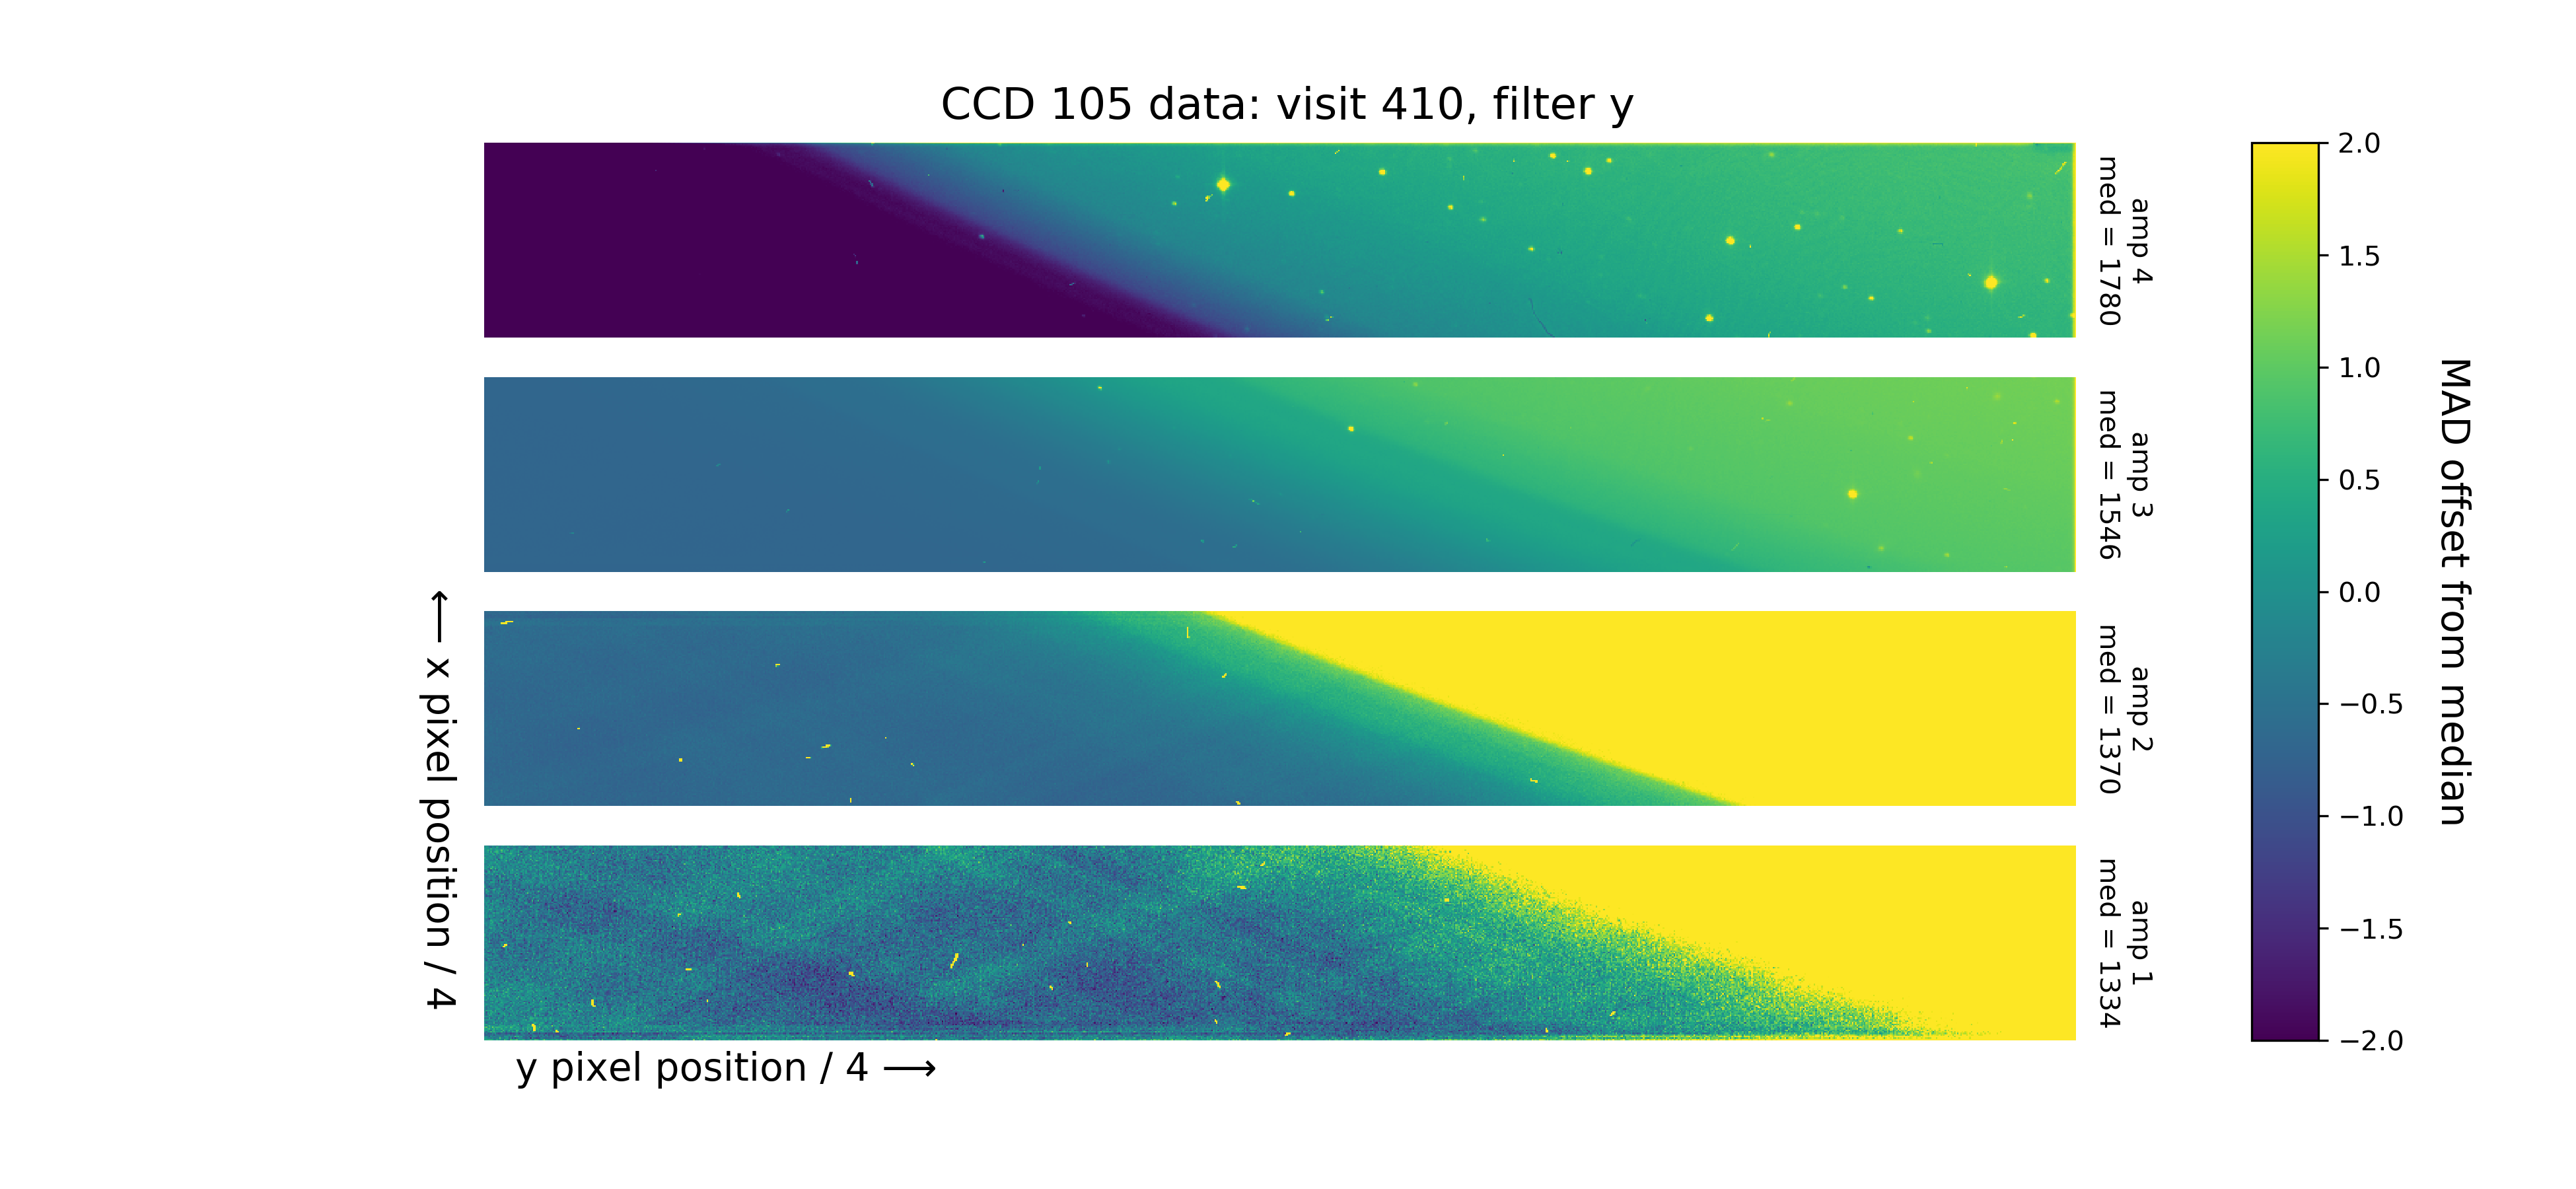 CCD 105 data: visit 410, filter y
amp 4
med = 1780
amp 3
med = 1546
amp 2
med = 1370
amp 1
med = 1334
⟵ x pixel position / 4
y pixel position / 4 ⟶
2.0
1.5
1.0
0.5
0.0
−0.5
−1.0
−1.5
−2.0
MAD offset from median